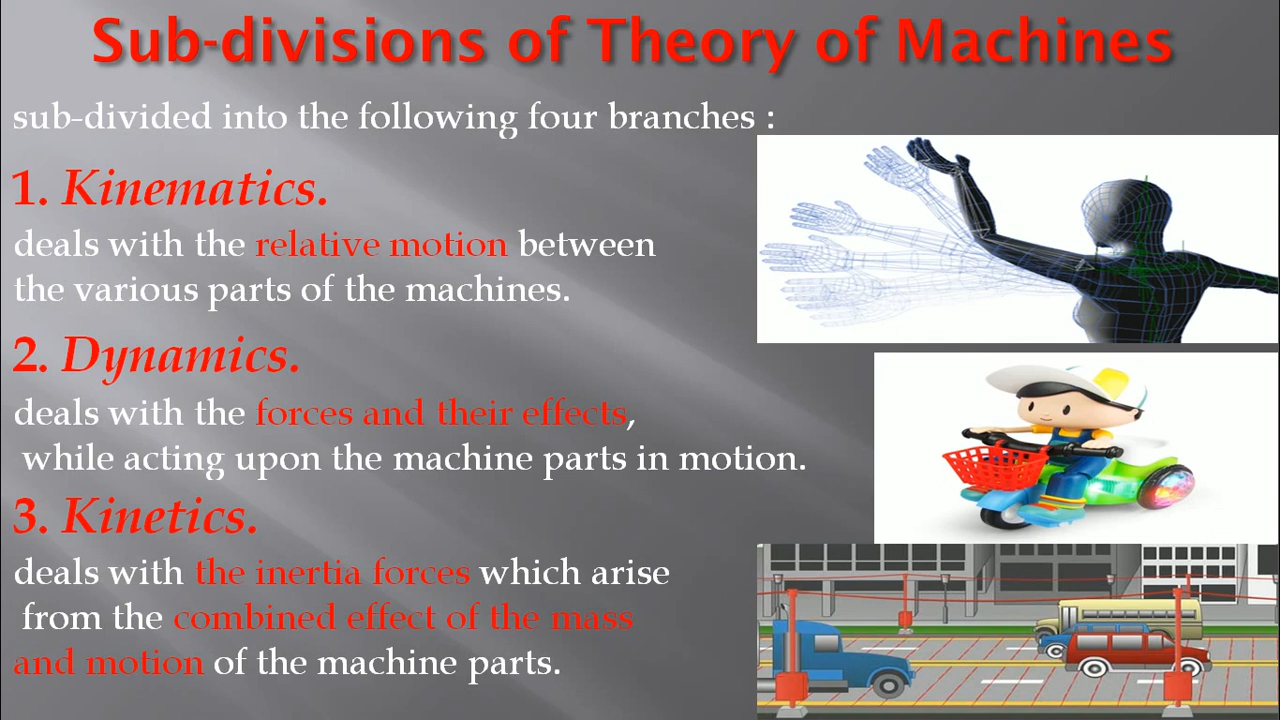 Sub-divisions of Theory of Machines
sub-divided into the following four branches :
1. Kinematics.
deals with the relative motion between
the various parts of the machines.
2. Dynamics.
deals with the forces and their effects,
while acting upon the machine parts in motion.
3. Kinetics.
deals with the inertia forces which arise
from the combined effect of the mass
and motion of the machine parts.